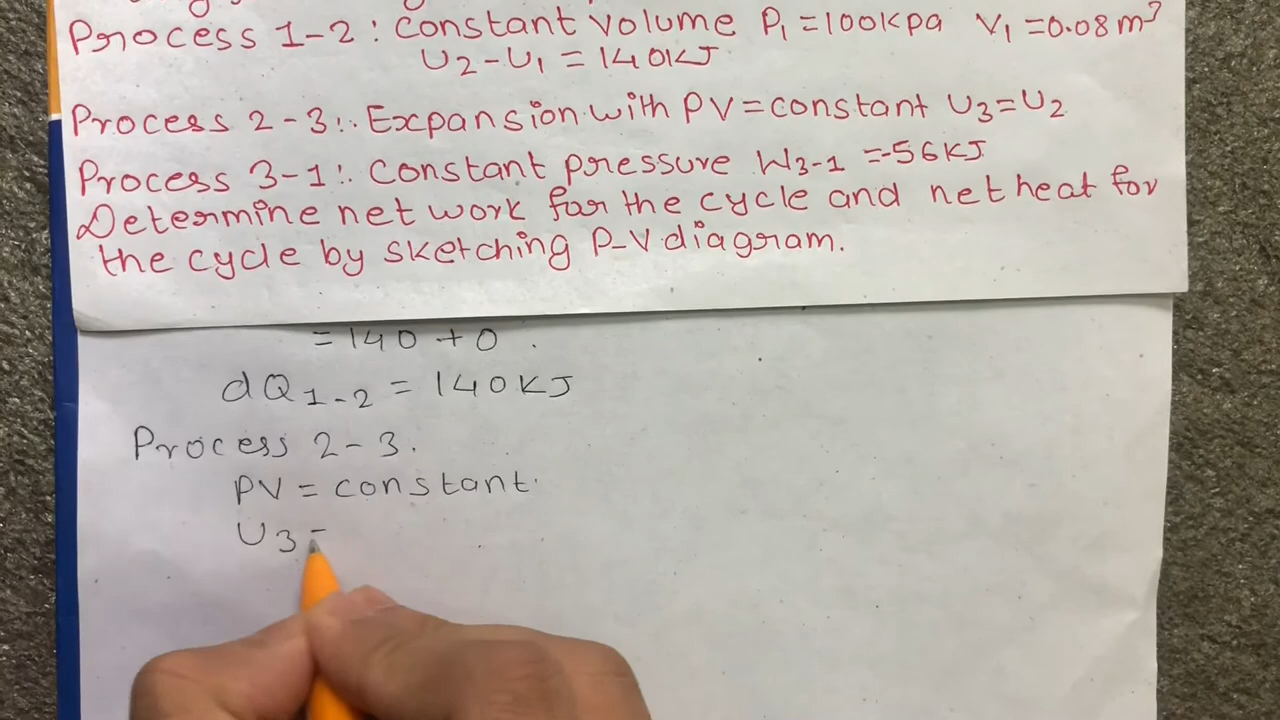 Process 1-2: Constant volume P₁ = 100kpa V₁ = 0.08 m³
U₂-U₁ = 140KJ
Process 2-3:. Expansion with PV = constant U₃ = U₂
Process 3-1:. Constant pressure W₃₋₁ = -56KJ
Determine net work for the cycle and net heat for
the cycle by sketching P-V diagram.
= 140 + 0 .
dQ₁₋₂ = 140KJ
Process 2-3.
PV = constant.
U₃ =